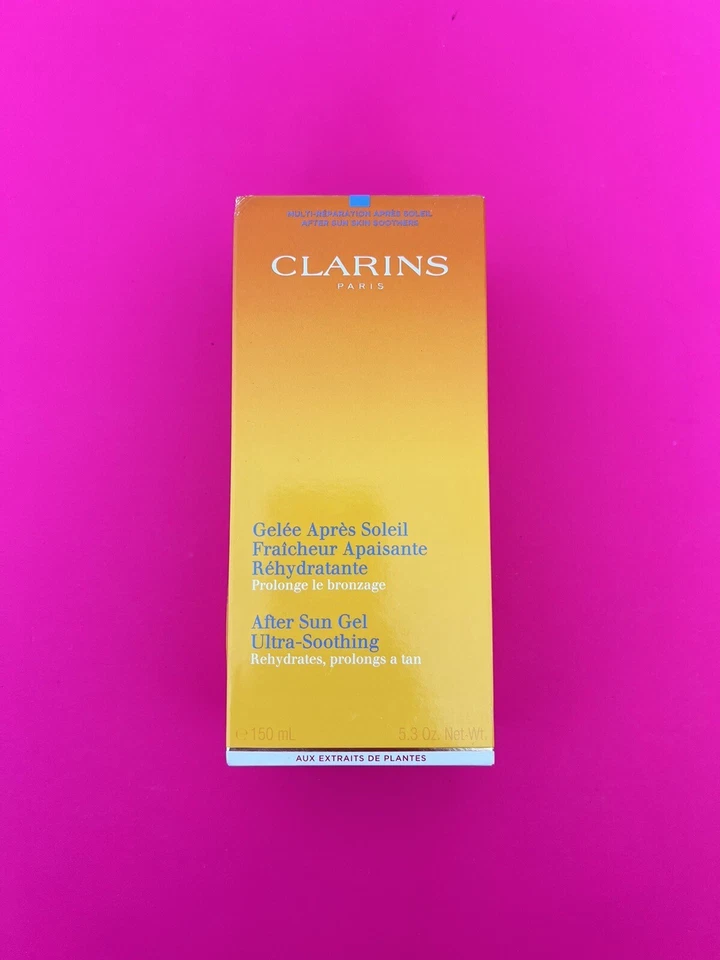 MULTI-RÉPARATION APRÈS SOLEIL
AFTER SUN SKIN SOOTHERS
CLARINS
PARIS
Gelée Après Soleil
Fraîcheur Apaisante
Réhydratante
Prolonge le bronzage
After Sun Gel
Ultra-Soothing
Rehydrates, prolongs a tan
℮ 150 mL 5.3 Oz. Net Wt.
AUX EXTRAITS DE PLANTES